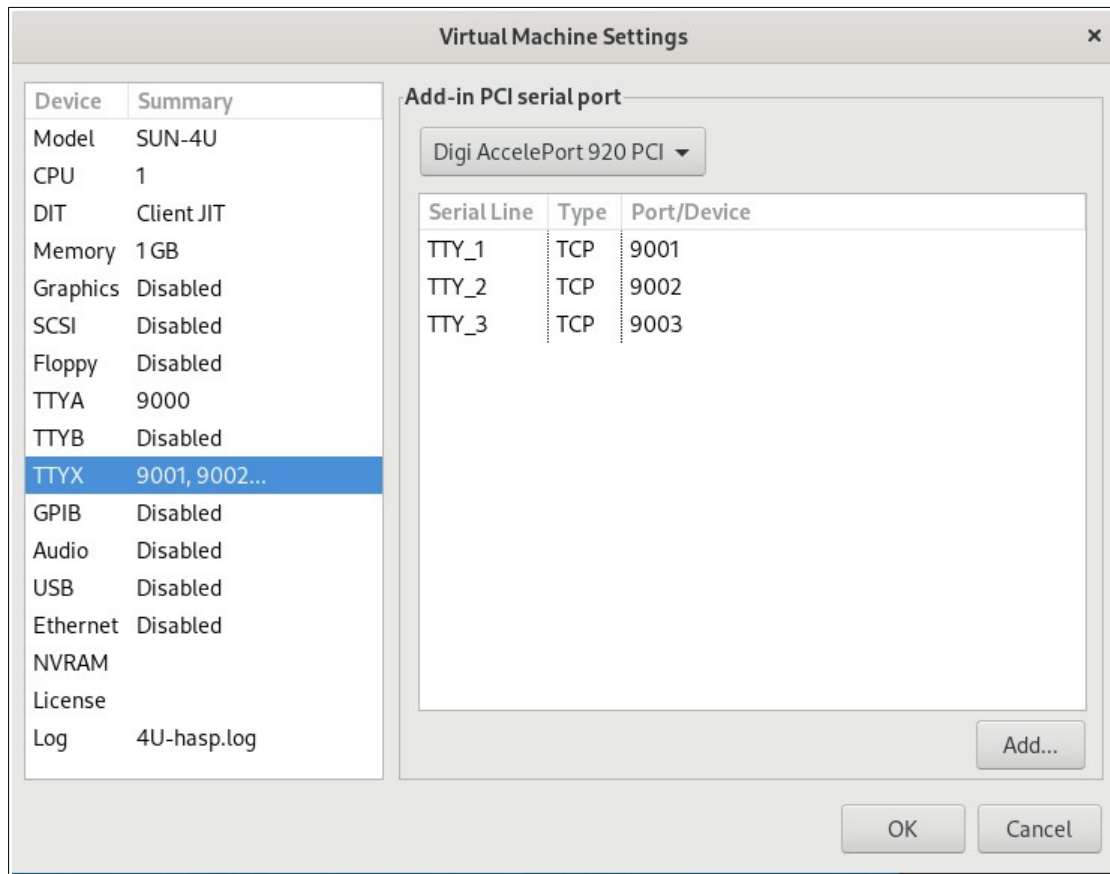 Virtual Machine Settings ×
Device Summary
Model SUN-4U
CPU 1
DIT Client JIT
Memory 1 GB
Graphics Disabled
SCSI Disabled
Floppy Disabled
TTYA 9000
TTYB Disabled
TTYX 9001, 9002...
GPIB Disabled
Audio Disabled
USB Disabled
Ethernet Disabled
NVRAM
License
Log 4U-hasp.log
Add-in PCI serial port
Digi AccelePort 920 PCI
Serial Line Type Port/Device
TTY_1 TCP 9001
TTY_2 TCP 9002
TTY_3 TCP 9003
Add...
OK Cancel